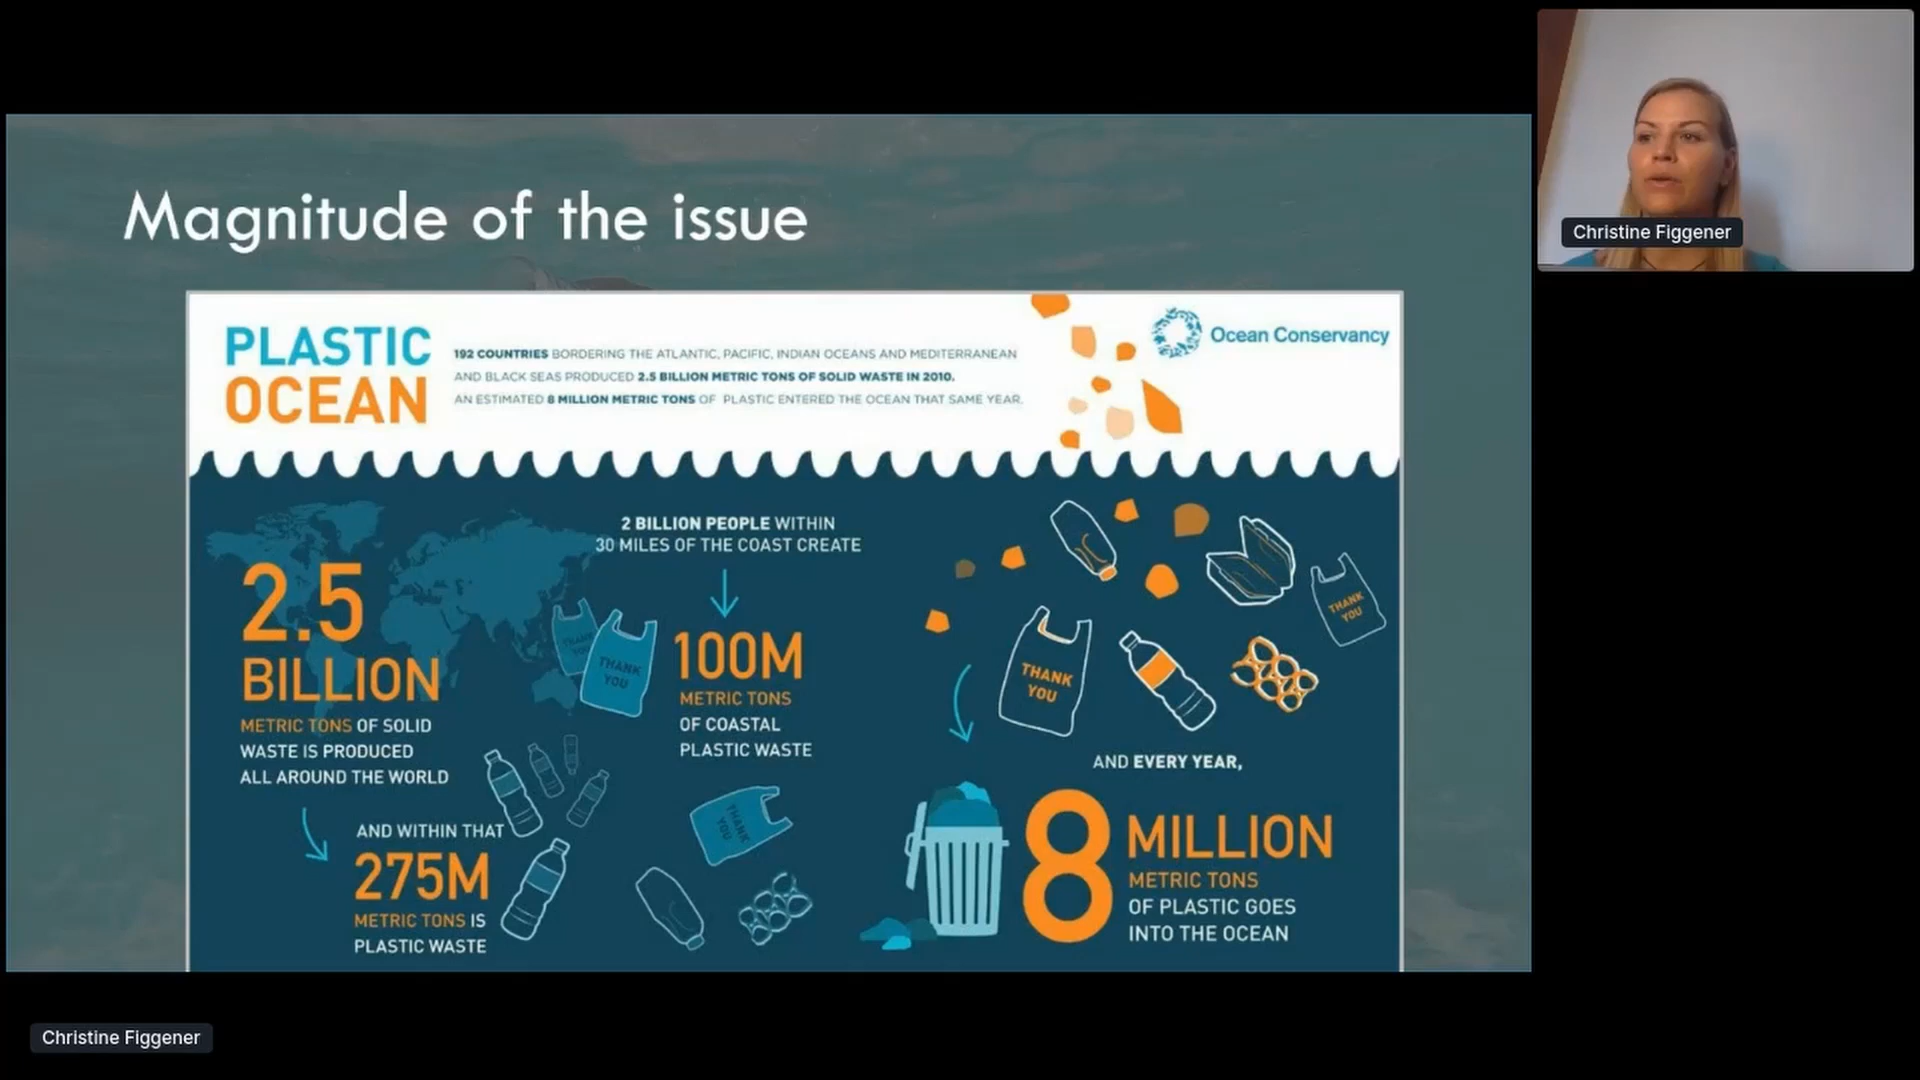 Magnitude of the issue
PLASTIC
OCEAN
192 COUNTRIES BORDERING THE ATLANTIC, PACIFIC, INDIAN OCEANS AND MEDITERRANEAN
AND BLACK SEAS PRODUCED 2.5 BILLION METRIC TONS OF SOLID WASTE IN 2010.
AN ESTIMATED 8 MILLION METRIC TONS OF PLASTIC ENTERED THE OCEAN THAT SAME YEAR.
Ocean Conservancy
2.5
BILLION
METRIC TONS OF SOLID
WASTE IS PRODUCED
ALL AROUND THE WORLD
AND WITHIN THAT
275M
METRIC TONS IS
PLASTIC WASTE
2 BILLION PEOPLE WITHIN
30 MILES OF THE COAST CREATE
100M
METRIC TONS
OF COASTAL
PLASTIC WASTE
THANK
YOU
THANK
YOU
THANK
YOU
THANK
YOU
THANK
YOU
AND EVERY YEAR,
8 MILLION
METRIC TONS
OF PLASTIC GOES
INTO THE OCEAN
Christine Figgener
Christine Figgener